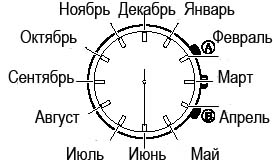 Ноябрь Декабрь Январь
Октябрь Февраль
A
Сентябрь Март
Август B Апрель
Июль Июнь Май